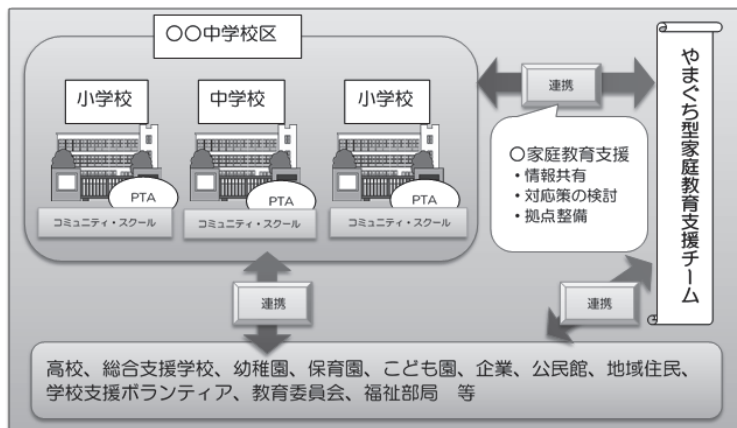 〇〇中学校区
小学校
中学校
小学校
PTA
PTA
PTA
コミュニティ・スクール
コミュニティ・スクール
コミュニティ・スクール
連携
〇家庭教育支援
・情報共有
・対応策の検討
・拠点整備
やまぐち型家庭教育支援チーム
連携
連携
高校、総合支援学校、幼稚園、保育園、こども園、企業、公民館、地域住民、
学校支援ボランティア、教育委員会、福祉部局　等